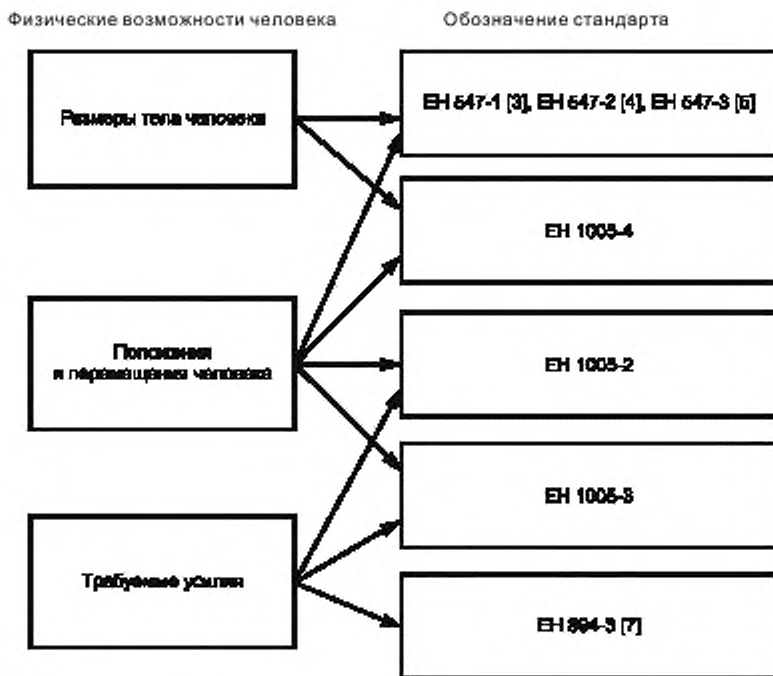 Физические возможности человека
Обозначение стандарта
Размеры тела человека
ЕН 547-1 [3], ЕН 547-2 [4], ЕН 547-3 [5]
ЕН 1005-4
Положения
и перемещения человека
ЕН 1005-2
ЕН 1005-3
Требуемые усилия
ЕН 894-3 [7]